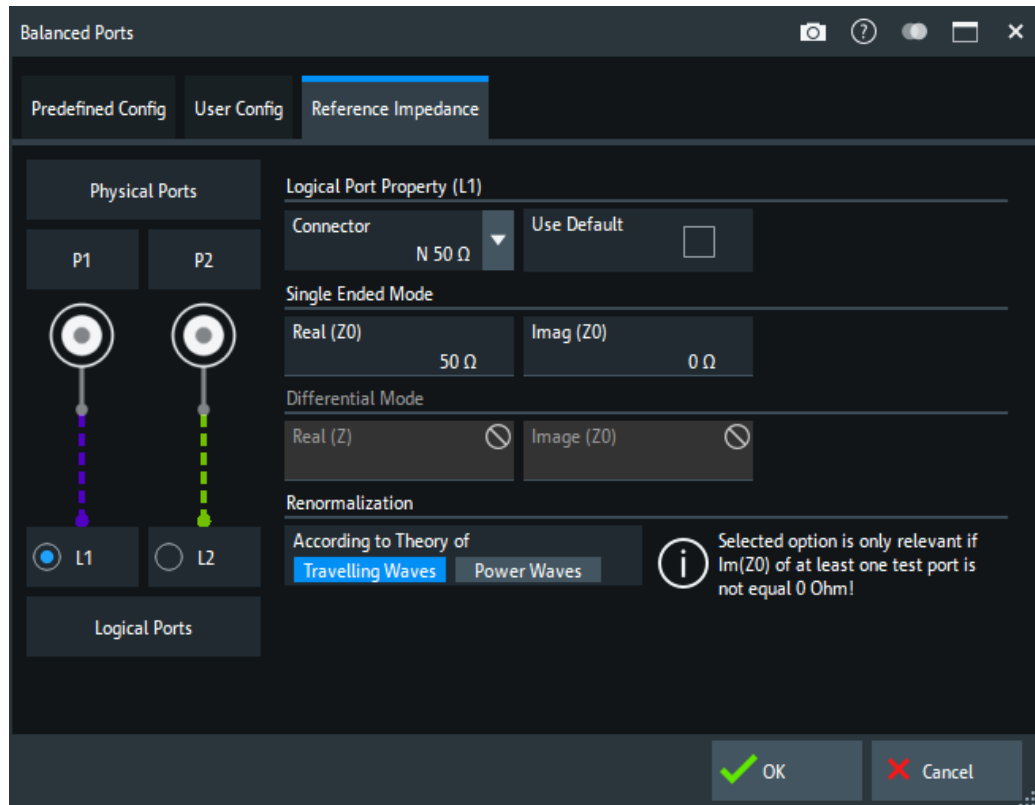 Balanced Ports
Predefined Config
User Config
Reference Impedance
Physical Ports
P1
P2
L1
L2
Logical Ports
Logical Port Property (L1)
Connector
N 50 Ω
Use Default
Single Ended Mode
Real (Z0)
50 Ω
Imag (Z0)
0 Ω
Differential Mode
Real (Z)
Image (Z0)
Renormalization
According to Theory of
Travelling Waves
Power Waves
Selected option is only relevant if
Im(Z0) of at least one test port is
not equal 0 Ohm!
OK
Cancel